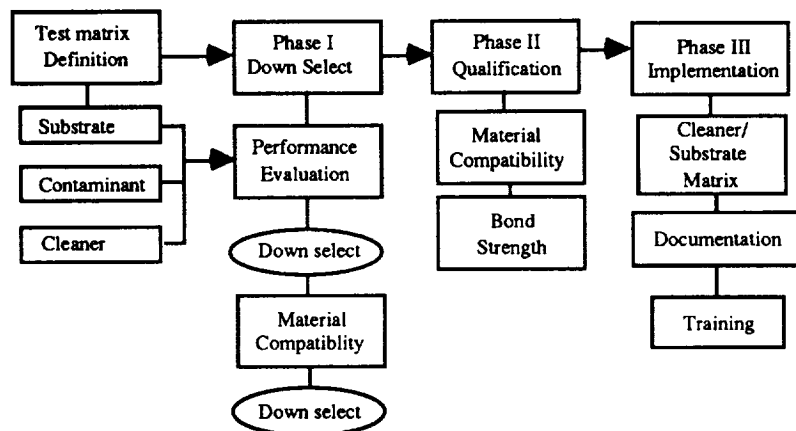 Test matrix
Definition
Phase I
Down Select
Phase II
Qualification
Phase III
Implementation
Substrate
Contaminant
Cleaner
Performance
Evaluation
Down select
Material
Compatiblity
Down select
Material
Compatibility
Bond
Strength
Cleaner/
Substrate
Matrix
Documentation
Training